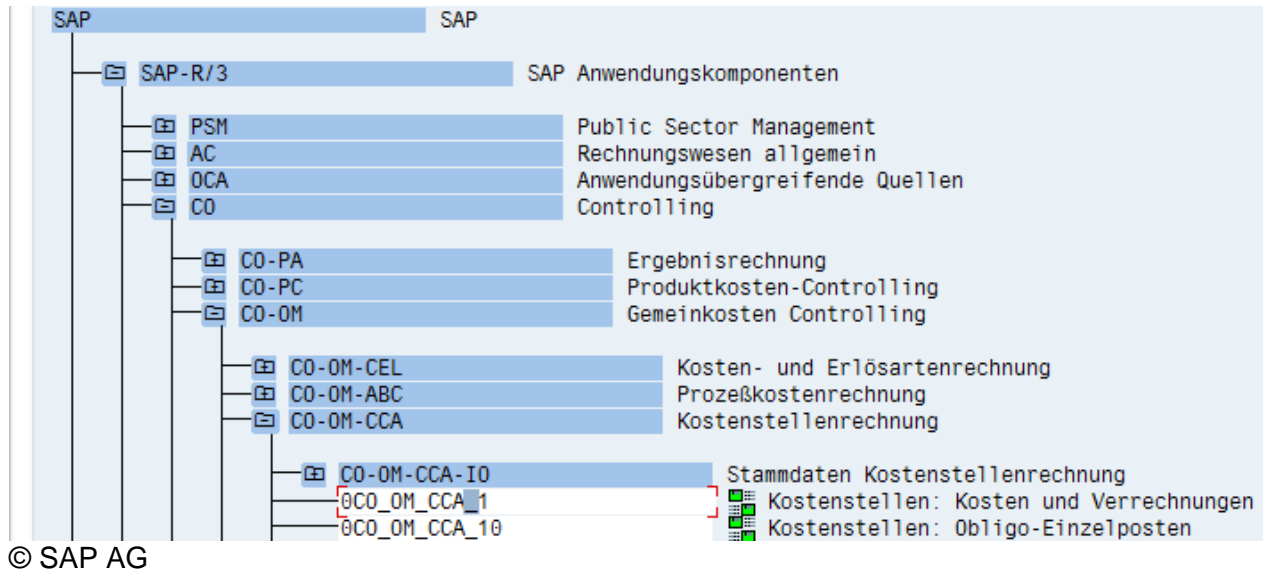 SAP SAP
SAP-R/3 SAP Anwendungskomponenten
PSM Public Sector Management
AC Rechnungswesen allgemein
OCA Anwendungsübergreifende Quellen
CO Controlling
CO-PA Ergebnisrechnung
CO-PC Produktkosten-Controlling
CO-OM Gemeinkosten Controlling
CO-OM-CEL Kosten- und Erlösartenrechnung
CO-OM-ABC Prozeßkostenrechnung
CO-OM-CCA Kostenstellenrechnung
CO-OM-CCA-IO Stammdaten Kostenstellenrechnung
0CO_OM_CCA_1 Kostenstellen: Kosten und Verrechnungen
0CO_OM_CCA_10 Kostenstellen: Obligo-Einzelposten
© SAP AG